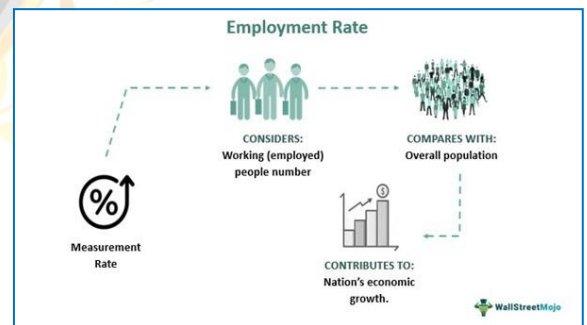 Employment Rate
CONSIDERS:
Working (employed)
people number
COMPARES WITH:
Overall population
%
Measurement
Rate
$
CONTRIBUTES TO:
Nation's economic
growth.
WallStreetMojo